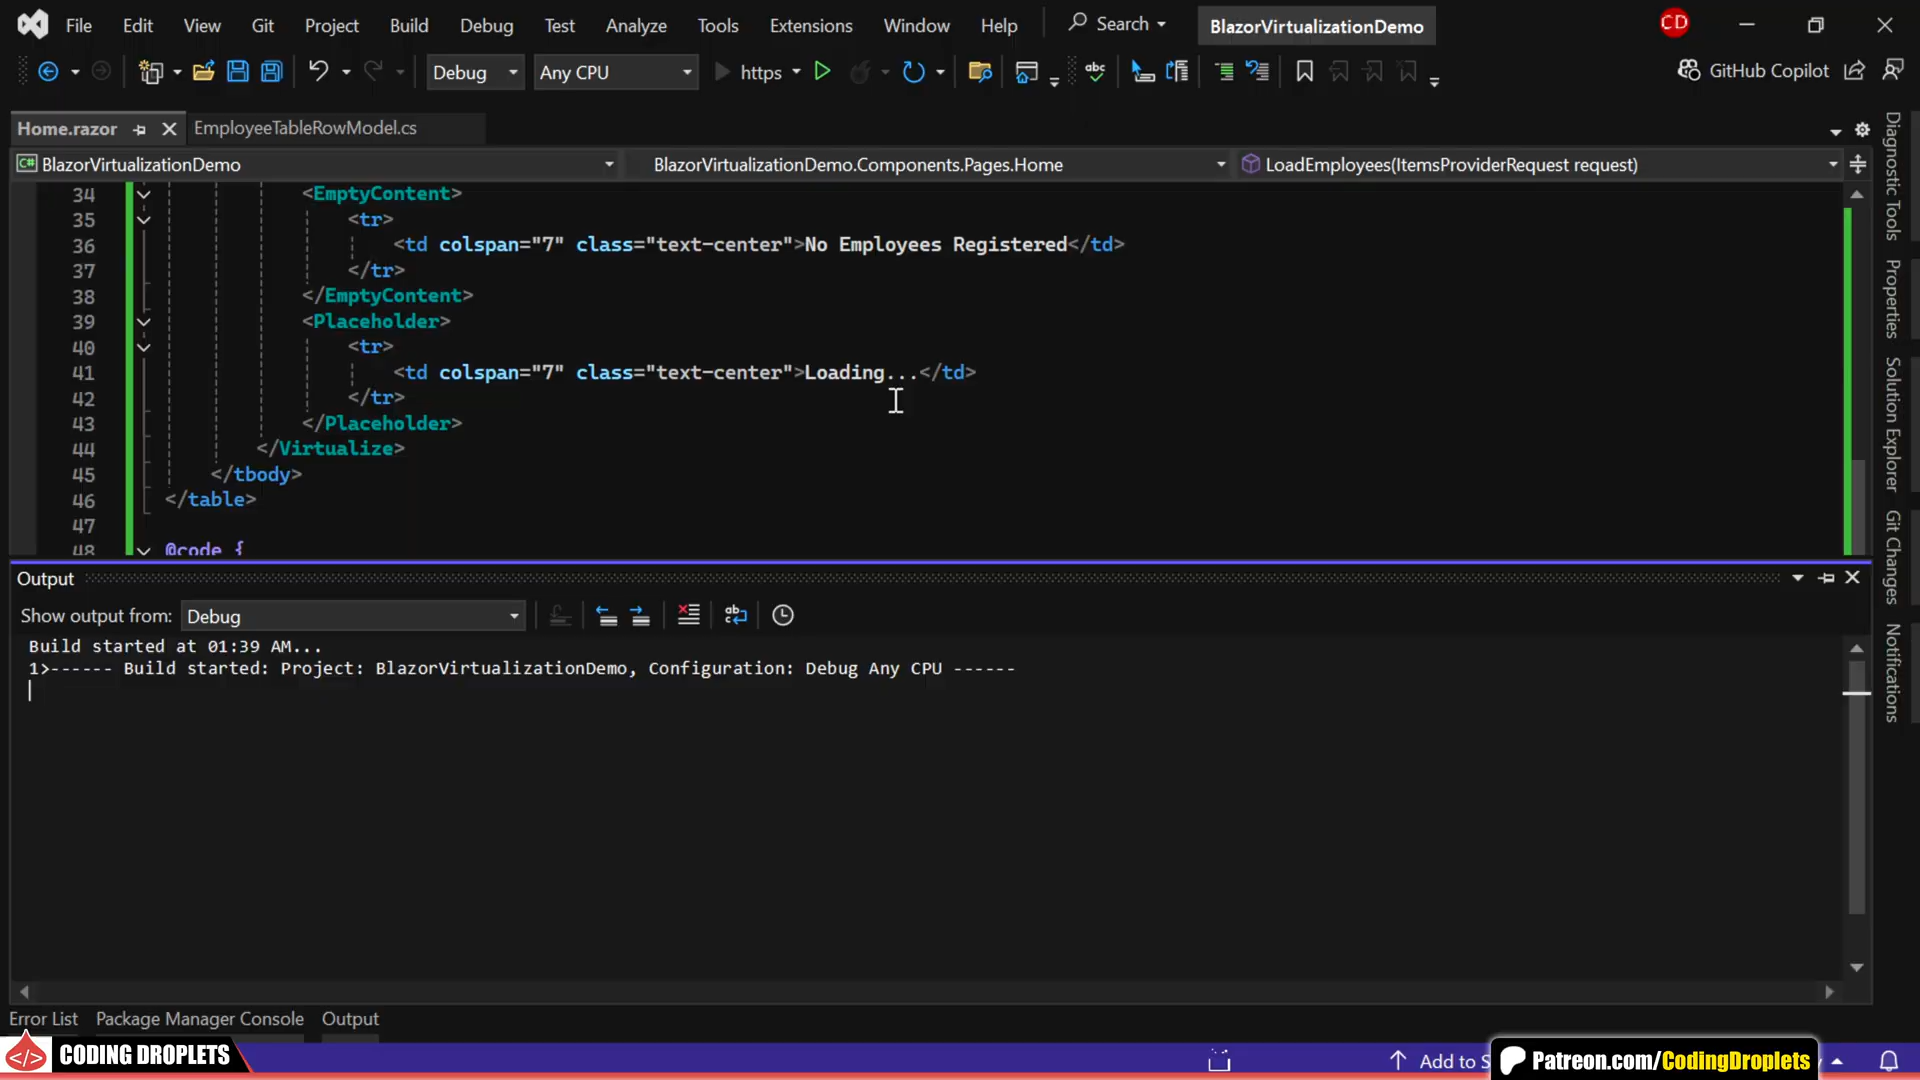 File Edit View Git Project Build Debug Test Analyze Tools Extensions Window Help Search BlazorVirtualizationDemo CD
Debug Any CPU https GitHub Copilot
Home.razor EmployeeTableRowModel.cs
BlazorVirtualizationDemo BlazorVirtualizationDemo.Components.Pages.Home LoadEmployees(ItemsProviderRequest request)
34 <EmptyContent>
35 <tr>
36 <td colspan="7" class="text-center">No Employees Registered</td>
37 </tr>
38 </EmptyContent>
39 <Placeholder>
40 <tr>
41 <td colspan="7" class="text-center">Loading...</td>
42 </tr>
43 </Placeholder>
44 </Virtualize>
45 </tbody>
46 </table>
47
48 @code {
Diagnostic Tools
Properties
Solution Explorer
Git Changes
Notifications
Output
Show output from: Debug
Build started at 01:39 AM...
1>------ Build started: Project: BlazorVirtualizationDemo, Configuration: Debug Any CPU ------
Error List Package Manager Console Output
CODING DROPLETS
Add to S
Patreon.com/CodingDroplets